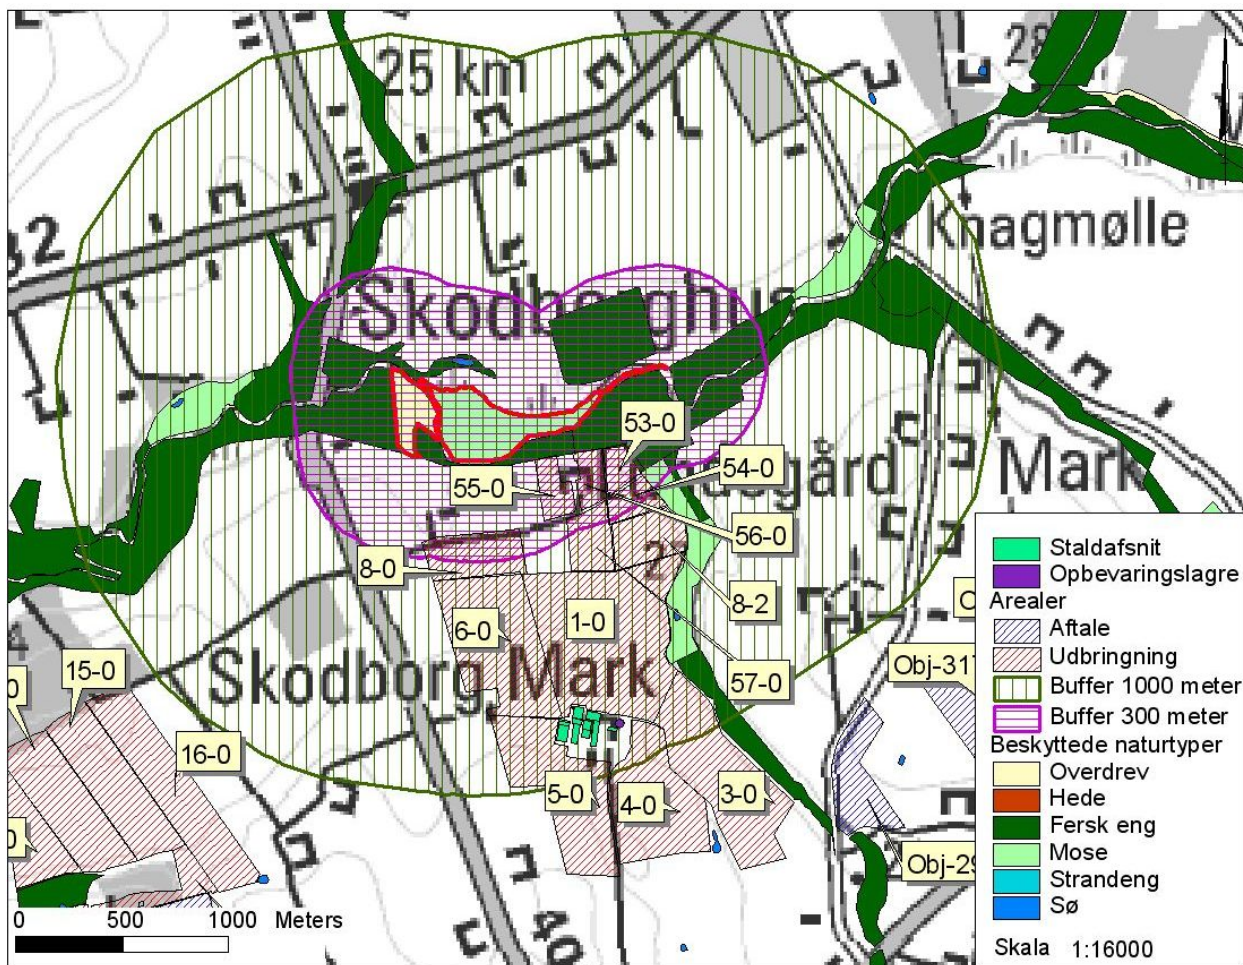 25 km
28
Knagmølle
Skodborghus
53-0
54-0
55-0
Mark
56-0
8-0
8-2
6-0
1-0
15-0
Skodborg Mark
57-0
Obj-317
16-0
5-0
4-0
3-0
Obj-29
40
Staldafsnit
Opbevaringslagre
Arealer
Aftale
Udbringning
Buffer 1000 meter
Buffer 300 meter
Beskyttede naturtyper
Overdrev
Hede
Fersk eng
Mose
Strandeng
Sø
0 500 1000 Meters
Skala 1:16000